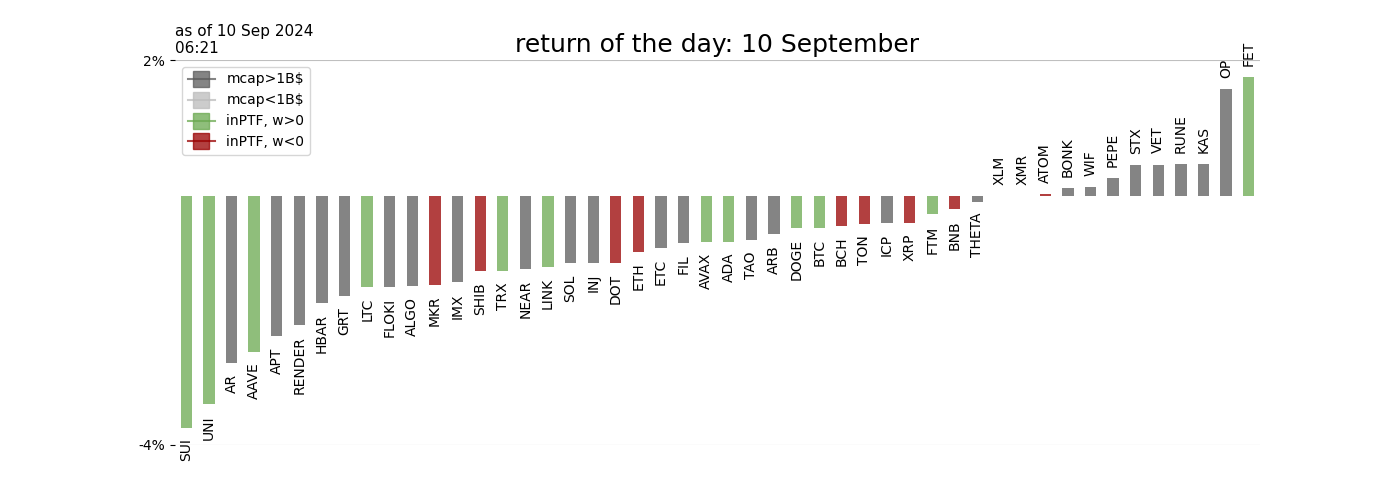 as of 10 Sep 2024
06:21
return of the day: 10 September
2%
mcap>1B$
mcap<1B$
inPTF, w>0
inPTF, w<0
-4%
SUI
UNI
AR
AAVE
APT
RENDER
HBAR
GRT
LTC
FLOKI
ALGO
MKR
IMX
SHIB
TRX
NEAR
LINK
SOL
INJ
DOT
ETH
ETC
FIL
AVAX
ADA
TAO
ARB
DOGE
BTC
BCH
TON
ICP
XRP
FTM
BNB
THETA
XLM
XMR
ATOM
BONK
WIF
PEPE
STX
VET
RUNE
KAS
OP
FET